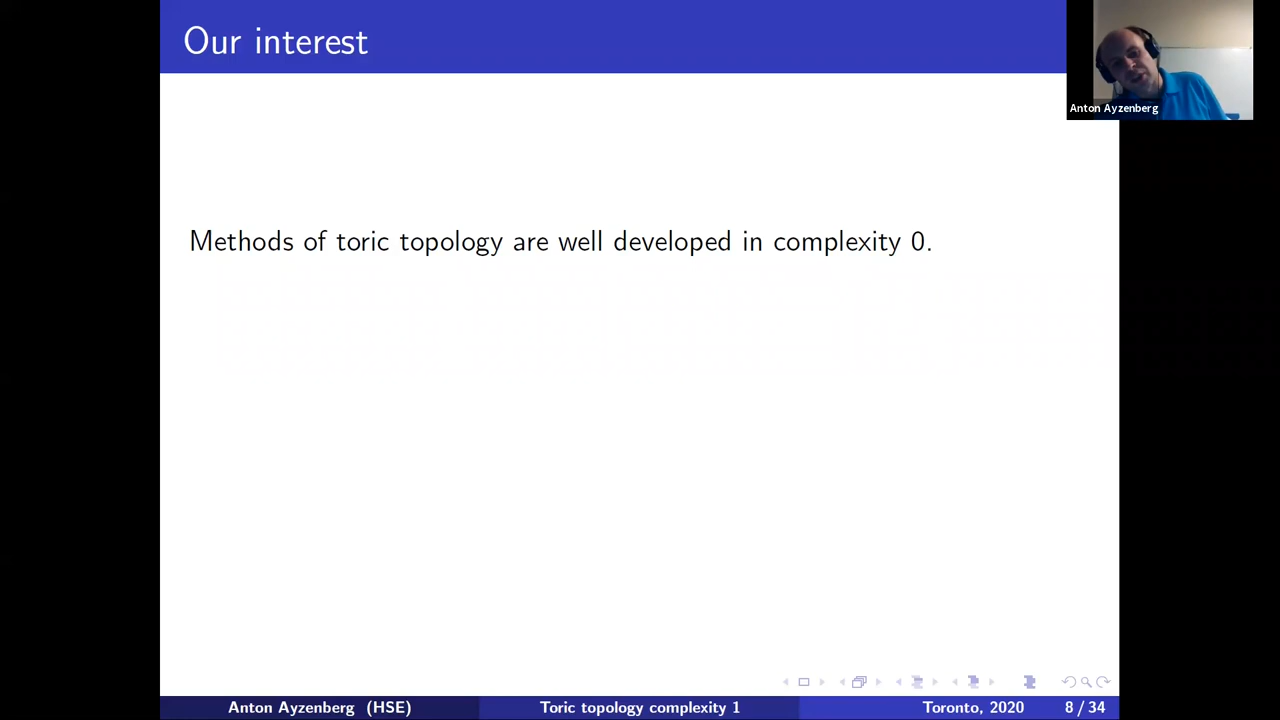 Our interest
Anton Ayzenberg
Methods of toric topology are well developed in complexity 0.
Anton Ayzenberg (HSE)
Toric topology complexity 1
Toronto, 2020
8 / 34